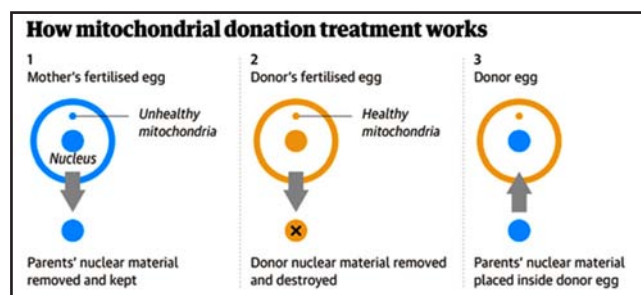 How mitochondrial donation treatment works
1
Mother's fertilised egg
Unhealthy
mitochondria
Nucleus
Parents' nuclear material
removed and kept
2
Donor's fertilised egg
Healthy
mitochondria
Donor nuclear material removed
and destroyed
3
Donor egg
Parents' nuclear material
placed inside donor egg